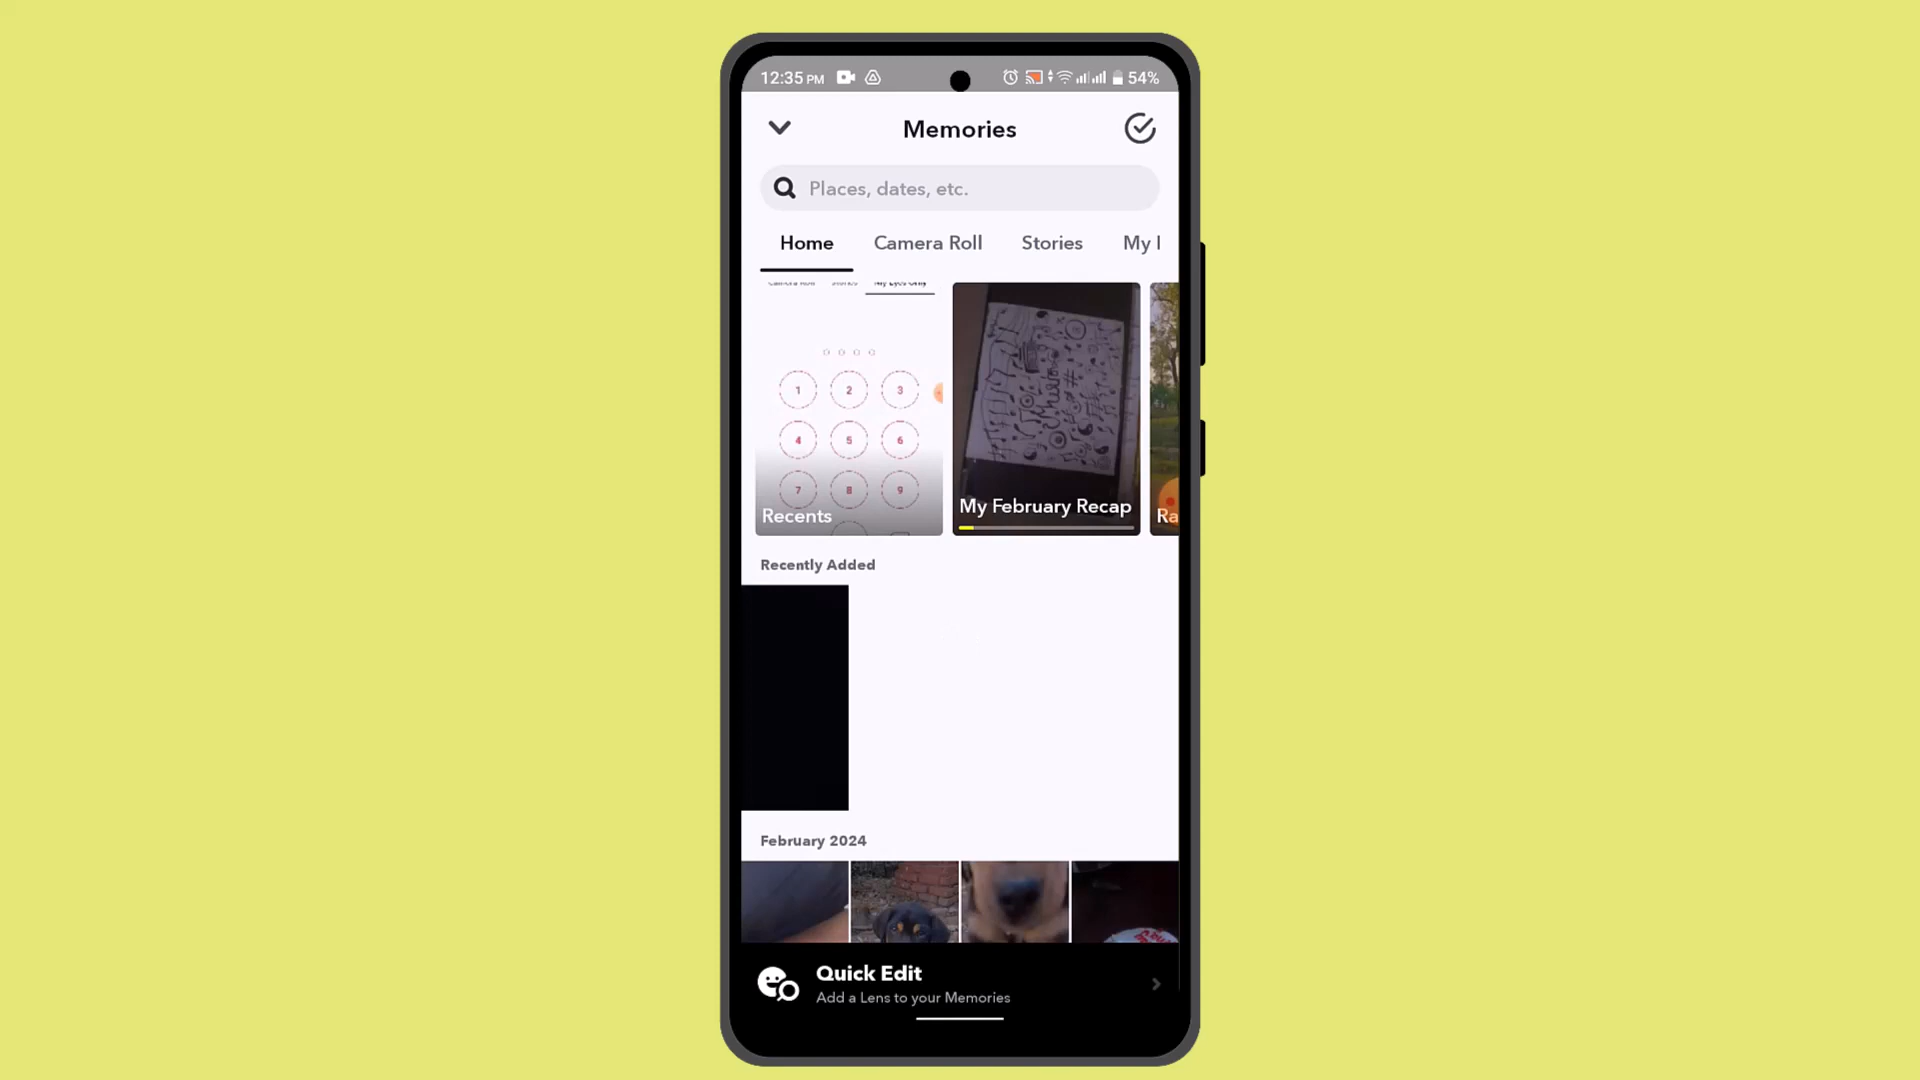 12:35 PM 54%
Memories
Places, dates, etc.
Home Camera Roll Stories My
Camera Roll Stories My Eyes Only
1 2 3
4 5 6
7 8 9
Recents
My February Recap
Ra
Recently Added
February 2024
Quick Edit
Add a Lens to your Memories